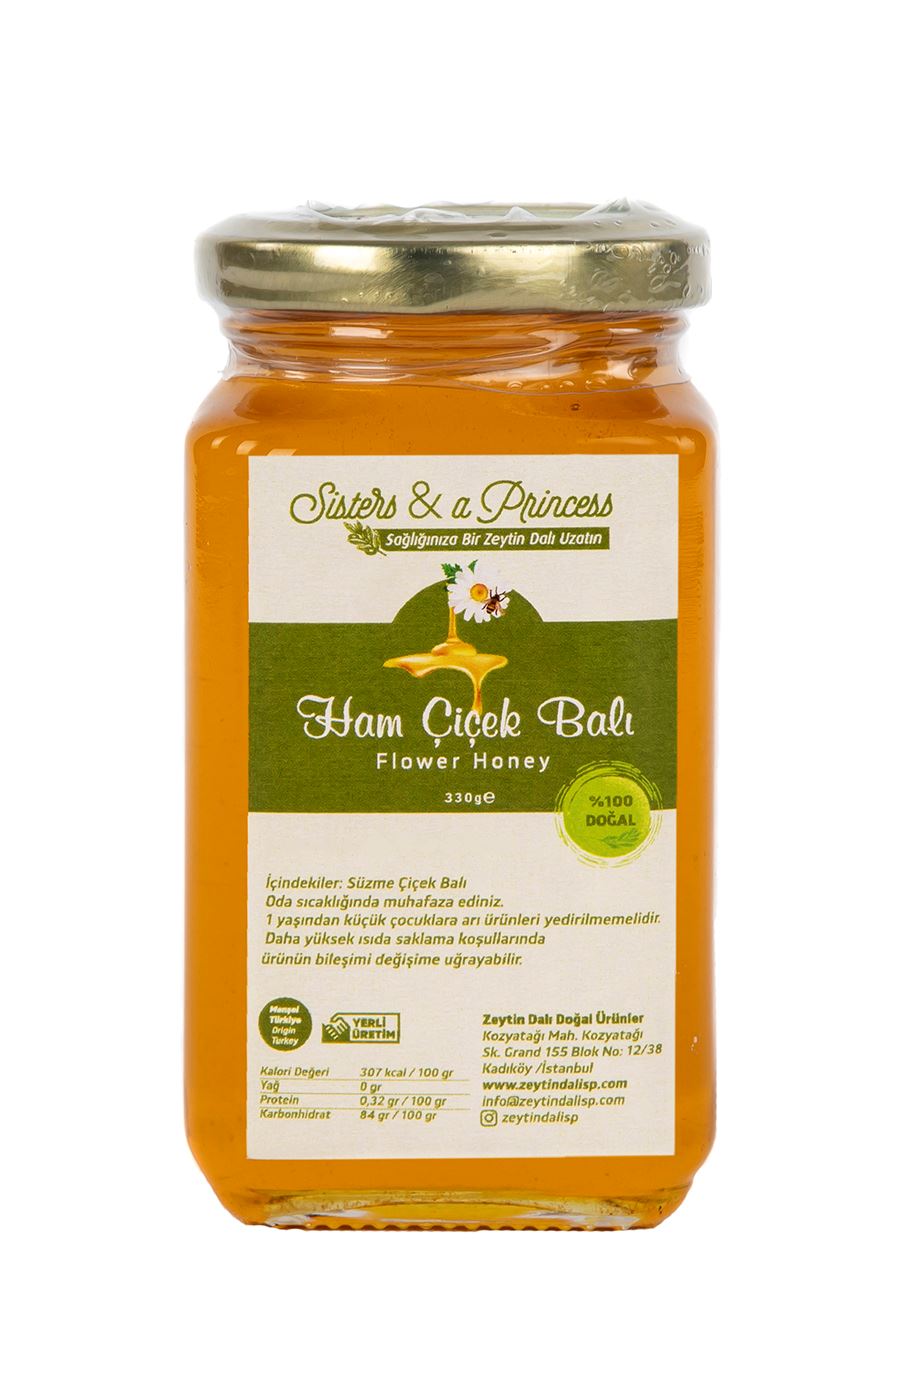 Sisters & a Princess
Sağlığınıza Bir Zeytin Dalı Uzatın
Ham Çiçek Balı
Flower Honey
330g℮
%100
DOĞAL
İçindekiler: Süzme Çiçek Balı
Oda sıcaklığında muhafaza ediniz.
1 yaşından küçük çocuklara arı ürünleri yedirilmemelidir.
Daha yüksek ısıda saklama koşullarında
ürünün bileşimi değişime uğrayabilir.
Menşei
Türkiye
Origin
Turkey
YERLİ
ÜRETİM
Kalori Değeri 307 kcal / 100 gr
Yağ 0 gr
Protein 0,32 gr / 100 gr
Karbonhidrat 84 gr / 100 gr
Zeytin Dalı Doğal Ürünler
Kozyatağı Mah. Kozyatağı
Sk. Grand 155 Blok No: 12/38
Kadıköy /İstanbul
www.zeytindalisp.com
info@zeytindalisp.com
zeytindalisp